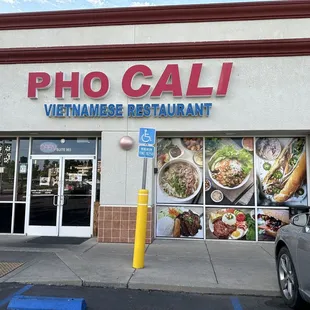 PHO CALI
VIETNAMESE RESTAURANT